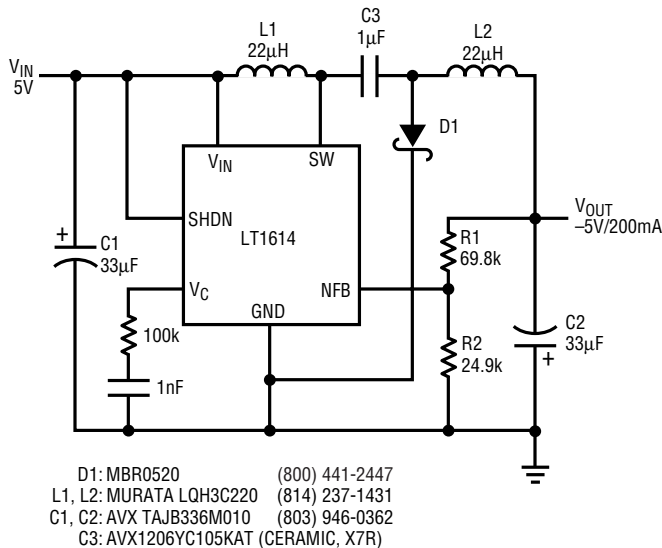 L1
22µH
C3
1µF
L2
22µH
VIN
5V
D1
VIN
SW
SHDN
LT1614
VOUT
–5V/200mA
+
C1
33µF
R1
69.8k
VC
NFB
GND
100k
R2
24.9k
C2
33µF
+
1nF
D1: MBR0520 (800) 441-2447
L1, L2: MURATA LQH3C220 (814) 237-1431
C1, C2: AVX TAJB336M010 (803) 946-0362
C3: AVX1206YC105KAT (CERAMIC, X7R)